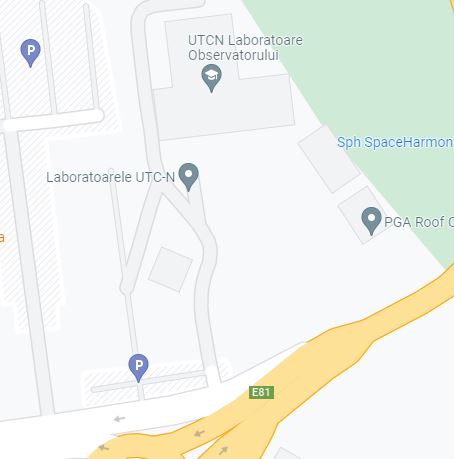 P
UTCN Laboratoare
Observatorului
Sph SpaceHarmon
Laboratoarele UTC-N
PGA Roof C
a
P
E81